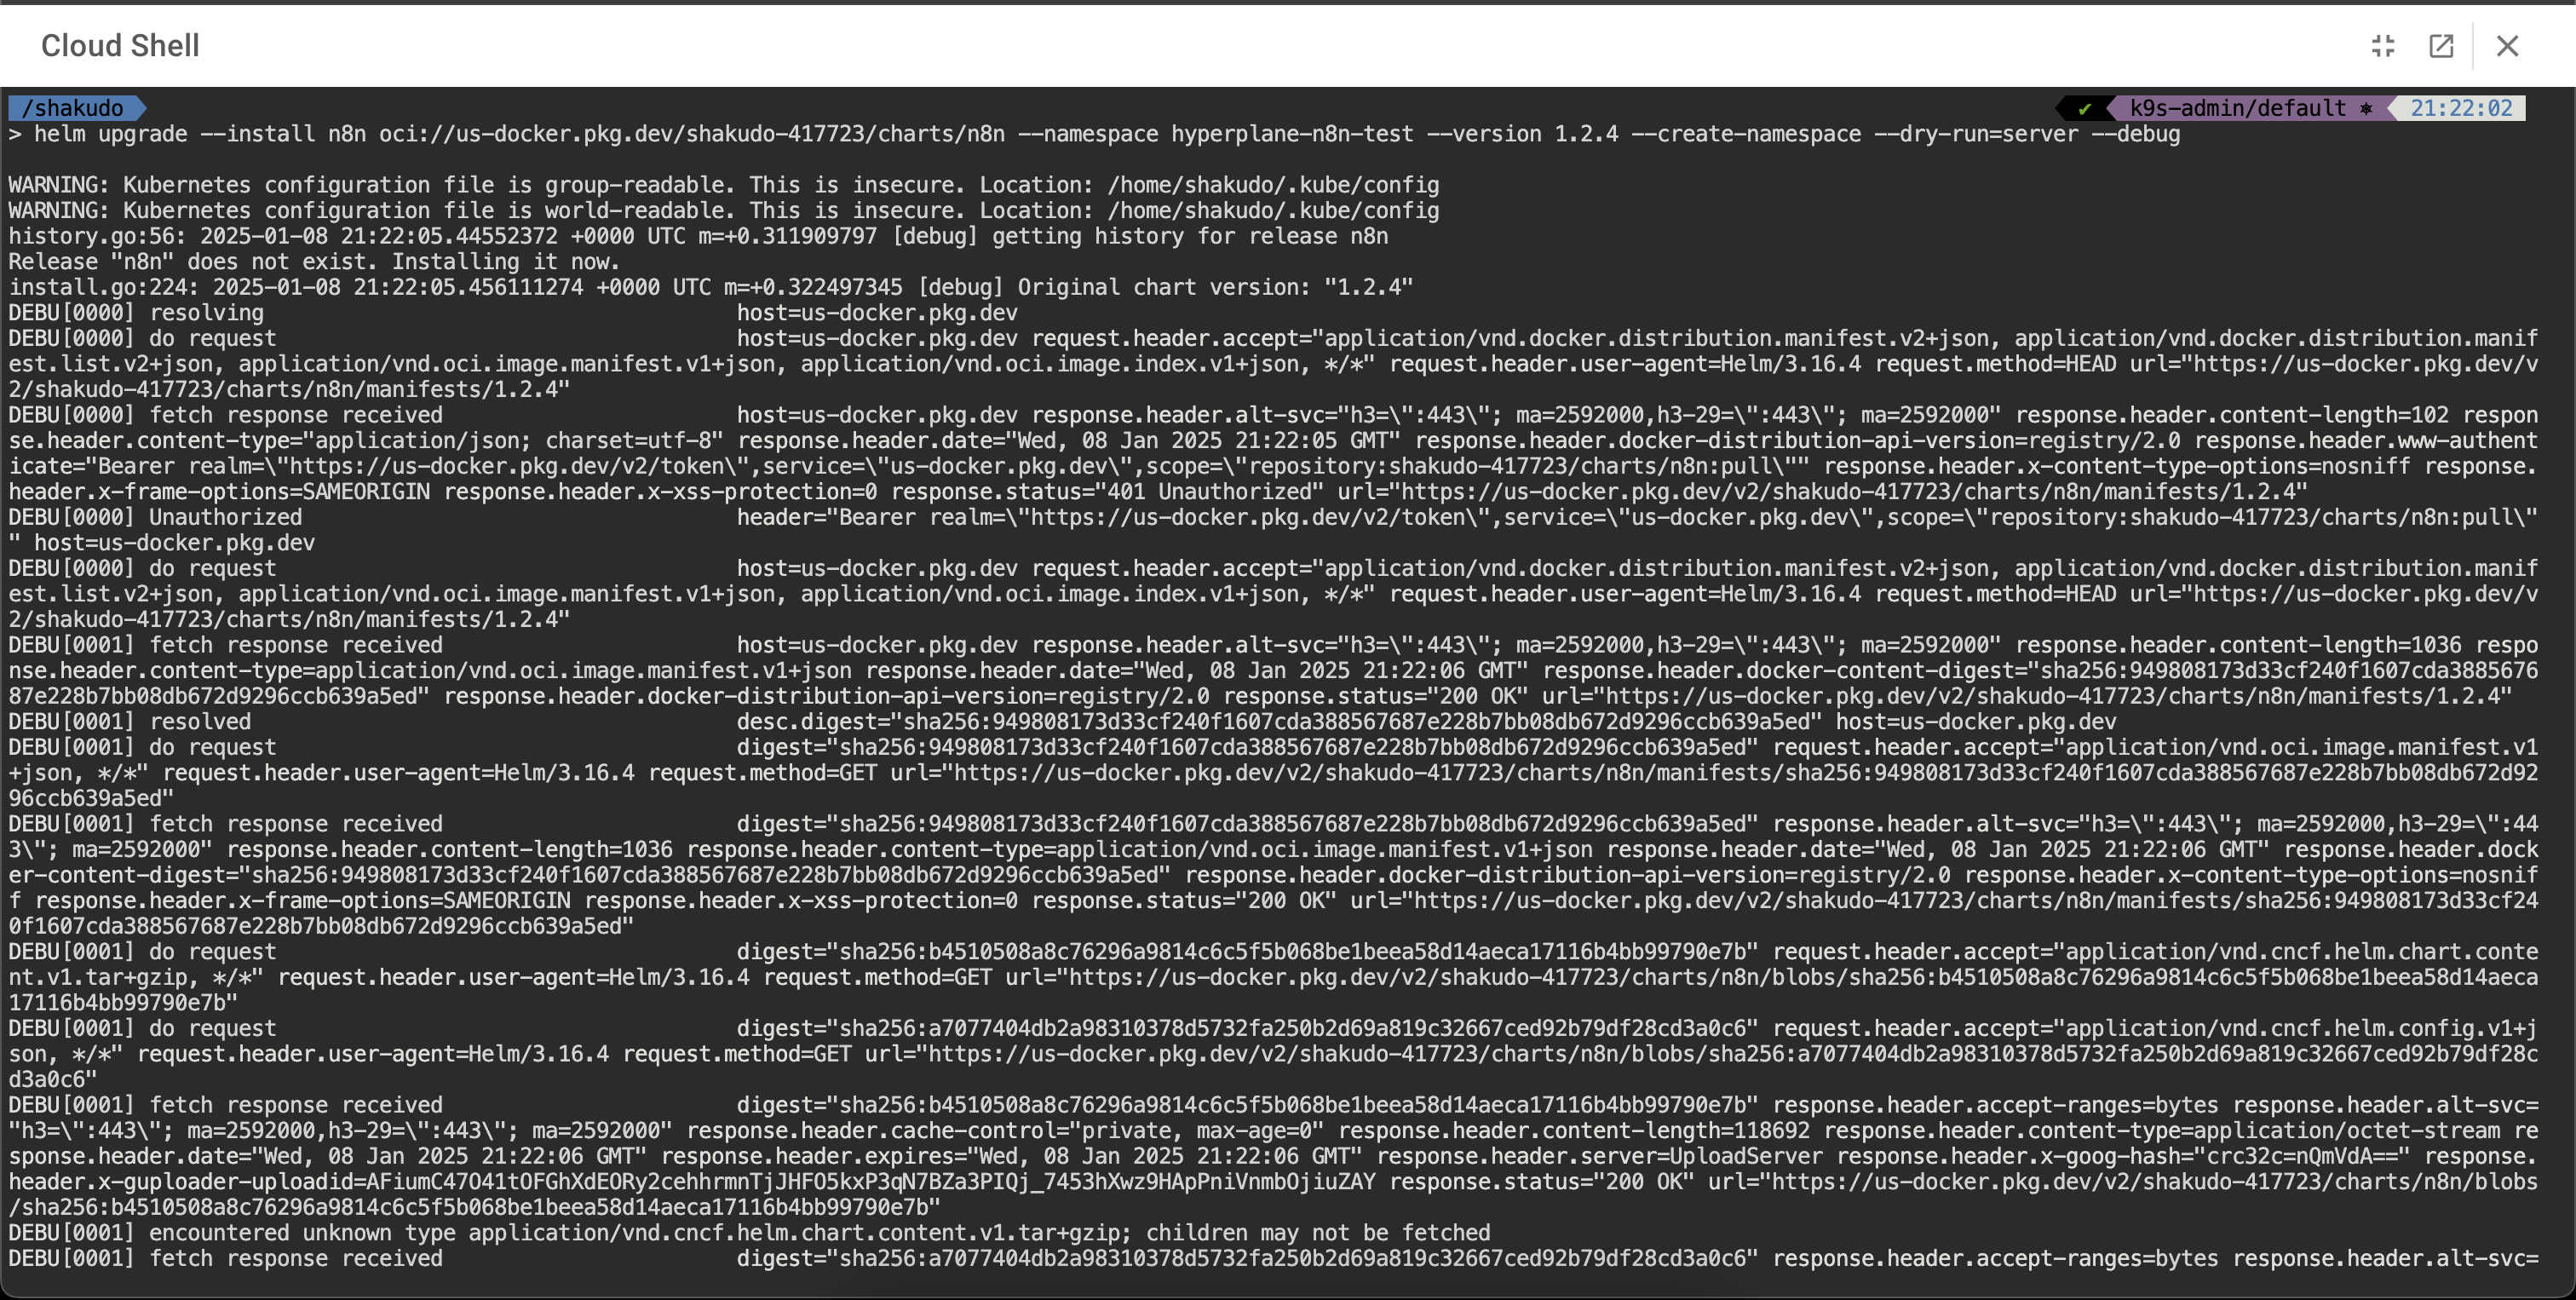 Cloud Shell
/shakudo ✔ k9s-admin/default ⎈ 21:22:02
> helm upgrade --install n8n oci://us-docker.pkg.dev/shakudo-417723/charts/n8n --namespace hyperplane-n8n-test --version 1.2.4 --create-namespace --dry-run=server --debug
WARNING: Kubernetes configuration file is group-readable. This is insecure. Location: /home/shakudo/.kube/config
WARNING: Kubernetes configuration file is world-readable. This is insecure. Location: /home/shakudo/.kube/config
history.go:56: 2025-01-08 21:22:05.44552372 +0000 UTC m=+0.311909797 [debug] getting history for release n8n
Release "n8n" does not exist. Installing it now.
install.go:224: 2025-01-08 21:22:05.456111274 +0000 UTC m=+0.322497345 [debug] Original chart version: "1.2.4"
DEBU[0000] resolving host=us-docker.pkg.dev
DEBU[0000] do request host=us-docker.pkg.dev request.header.accept="application/vnd.docker.distribution.manifest.v2+json, application/vnd.docker.distribution.manif
est.list.v2+json, application/vnd.oci.image.manifest.v1+json, application/vnd.oci.image.index.v1+json, */*" request.header.user-agent=Helm/3.16.4 request.method=HEAD url="https://us-docker.pkg.dev/v
2/shakudo-417723/charts/n8n/manifests/1.2.4"
DEBU[0000] fetch response received host=us-docker.pkg.dev response.header.alt-svc="h3=\":443\"; ma=2592000,h3-29=\":443\"; ma=2592000" response.header.content-length=102 respon
se.header.content-type="application/json; charset=utf-8" response.header.date="Wed, 08 Jan 2025 21:22:05 GMT" response.header.docker-distribution-api-version=registry/2.0 response.header.www-authent
icate="Bearer realm=\"https://us-docker.pkg.dev/v2/token\",service=\"us-docker.pkg.dev\",scope=\"repository:shakudo-417723/charts/n8n:pull\"" response.header.x-content-type-options=nosniff response.
header.x-frame-options=SAMEORIGIN response.header.x-xss-protection=0 response.status="401 Unauthorized" url="https://us-docker.pkg.dev/v2/shakudo-417723/charts/n8n/manifests/1.2.4"
DEBU[0000] Unauthorized header="Bearer realm=\"https://us-docker.pkg.dev/v2/token\",service=\"us-docker.pkg.dev\",scope=\"repository:shakudo-417723/charts/n8n:pull\"
" host=us-docker.pkg.dev
DEBU[0000] do request host=us-docker.pkg.dev request.header.accept="application/vnd.docker.distribution.manifest.v2+json, application/vnd.docker.distribution.manif
est.list.v2+json, application/vnd.oci.image.manifest.v1+json, application/vnd.oci.image.index.v1+json, */*" request.header.user-agent=Helm/3.16.4 request.method=HEAD url="https://us-docker.pkg.dev/v
2/shakudo-417723/charts/n8n/manifests/1.2.4"
DEBU[0001] fetch response received host=us-docker.pkg.dev response.header.alt-svc="h3=\":443\"; ma=2592000,h3-29=\":443\"; ma=2592000" response.header.content-length=1036 respo
nse.header.content-type=application/vnd.oci.image.manifest.v1+json response.header.date="Wed, 08 Jan 2025 21:22:06 GMT" response.header.docker-content-digest="sha256:949808173d33cf240f1607cda3885676
87e228b7bb08db672d9296ccb639a5ed" response.header.docker-distribution-api-version=registry/2.0 response.status="200 OK" url="https://us-docker.pkg.dev/v2/shakudo-417723/charts/n8n/manifests/1.2.4"
DEBU[0001] resolved desc.digest="sha256:949808173d33cf240f1607cda388567687e228b7bb08db672d9296ccb639a5ed" host=us-docker.pkg.dev
DEBU[0001] do request digest="sha256:949808173d33cf240f1607cda388567687e228b7bb08db672d9296ccb639a5ed" request.header.accept="application/vnd.oci.image.manifest.v1
+json, */*" request.header.user-agent=Helm/3.16.4 request.method=GET url="https://us-docker.pkg.dev/v2/shakudo-417723/charts/n8n/manifests/sha256:949808173d33cf240f1607cda388567687e228b7bb08db672d92
96ccb639a5ed"
DEBU[0001] fetch response received digest="sha256:949808173d33cf240f1607cda388567687e228b7bb08db672d9296ccb639a5ed" response.header.alt-svc="h3=\":443\"; ma=2592000,h3-29=\":44
3\"; ma=2592000" response.header.content-length=1036 response.header.content-type=application/vnd.oci.image.manifest.v1+json response.header.date="Wed, 08 Jan 2025 21:22:06 GMT" response.header.dock
er-content-digest="sha256:949808173d33cf240f1607cda388567687e228b7bb08db672d9296ccb639a5ed" response.header.docker-distribution-api-version=registry/2.0 response.header.x-content-type-options=nosnif
f response.header.x-frame-options=SAMEORIGIN response.header.x-xss-protection=0 response.status="200 OK" url="https://us-docker.pkg.dev/v2/shakudo-417723/charts/n8n/manifests/sha256:949808173d33cf24
0f1607cda388567687e228b7bb08db672d9296ccb639a5ed"
DEBU[0001] do request digest="sha256:b4510508a8c76296a9814c6c5f5b068be1beea58d14aeca17116b4bb99790e7b" request.header.accept="application/vnd.cncf.helm.chart.conte
nt.v1.tar+gzip, */*" request.header.user-agent=Helm/3.16.4 request.method=GET url="https://us-docker.pkg.dev/v2/shakudo-417723/charts/n8n/blobs/sha256:b4510508a8c76296a9814c6c5f5b068be1beea58d14aeca
17116b4bb99790e7b"
DEBU[0001] do request digest="sha256:a7077404db2a98310378d5732fa250b2d69a819c32667ced92b79df28cd3a0c6" request.header.accept="application/vnd.cncf.helm.config.v1+j
son, */*" request.header.user-agent=Helm/3.16.4 request.method=GET url="https://us-docker.pkg.dev/v2/shakudo-417723/charts/n8n/blobs/sha256:a7077404db2a98310378d5732fa250b2d69a819c32667ced92b79df28c
d3a0c6"
DEBU[0001] fetch response received digest="sha256:b4510508a8c76296a9814c6c5f5b068be1beea58d14aeca17116b4bb99790e7b" response.header.accept-ranges=bytes response.header.alt-svc=
"h3=\":443\"; ma=2592000,h3-29=\":443\"; ma=2592000" response.header.cache-control="private, max-age=0" response.header.content-length=118692 response.header.content-type=application/octet-stream re
sponse.header.date="Wed, 08 Jan 2025 21:22:06 GMT" response.header.expires="Wed, 08 Jan 2025 21:22:06 GMT" response.header.server=UploadServer response.header.x-goog-hash="crc32c=nQmVdA==" response.
header.x-guploader-uploadid=AFiumC47O41tOFGhXdEORy2cehhrmnTjJHFO5kxP3qN7BZa3PIQj_7453hXwz9HApPniVnmbOjiuZAY response.status="200 OK" url="https://us-docker.pkg.dev/v2/shakudo-417723/charts/n8n/blobs
/sha256:b4510508a8c76296a9814c6c5f5b068be1beea58d14aeca17116b4bb99790e7b"
DEBU[0001] encountered unknown type application/vnd.cncf.helm.chart.content.v1.tar+gzip; children may not be fetched
DEBU[0001] fetch response received digest="sha256:a7077404db2a98310378d5732fa250b2d69a819c32667ced92b79df28cd3a0c6" response.header.accept-ranges=bytes response.header.alt-svc=